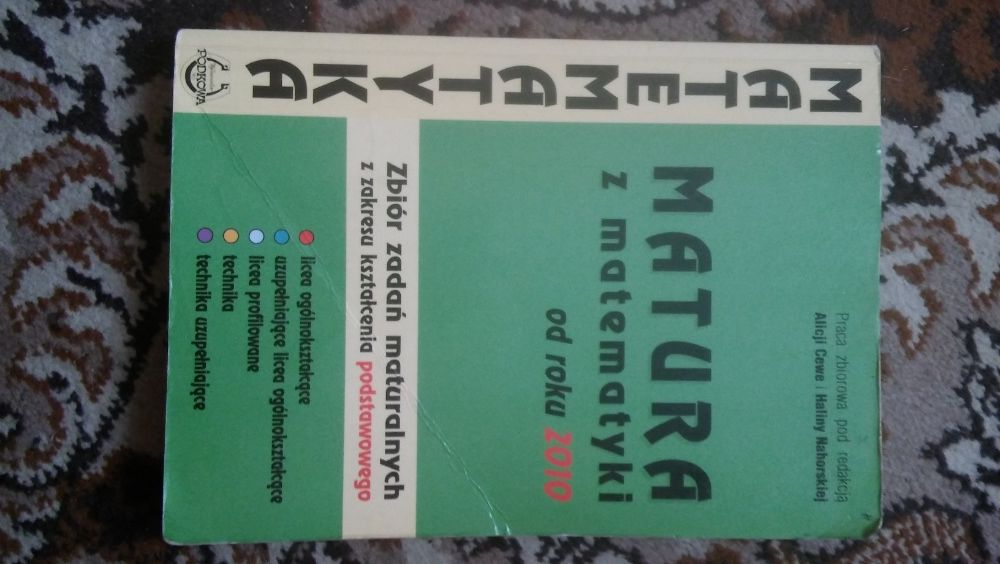 Praca zbiorowa pod redakcją
Alicji Cewe i Haliny Nahorskiej
MATURA
z matematyki
od roku 2010
Zbiór zadań maturalnych
z zakresu kształcenia podstawowego
licea ogólnokształcące
uzupełniające licea ogólnokształcące
licea profilowane
technika
technika uzupełniające
MATEMATYKA
PODKOWA